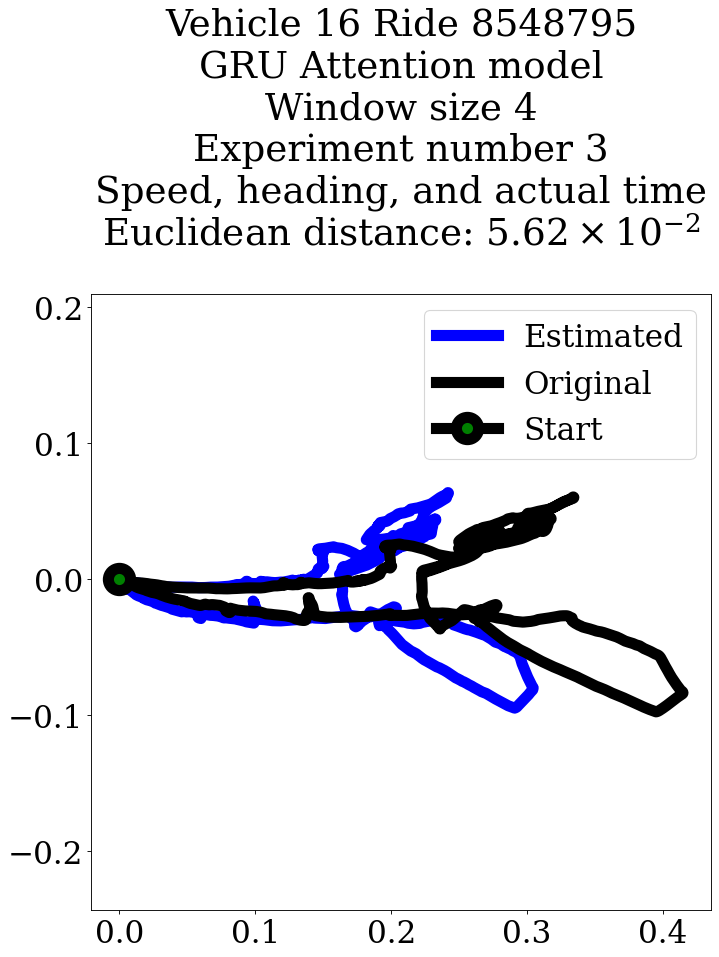 Vehicle 16 Ride 8548795
GRU Attention model
Window size 4
Experiment number 3
Speed, heading, and actual time
Euclidean distance: 5.62 × 10⁻²
Estimated
Original
Start
0.2
0.1
0.0
−0.1
−0.2
0.0 0.1 0.2 0.3 0.4